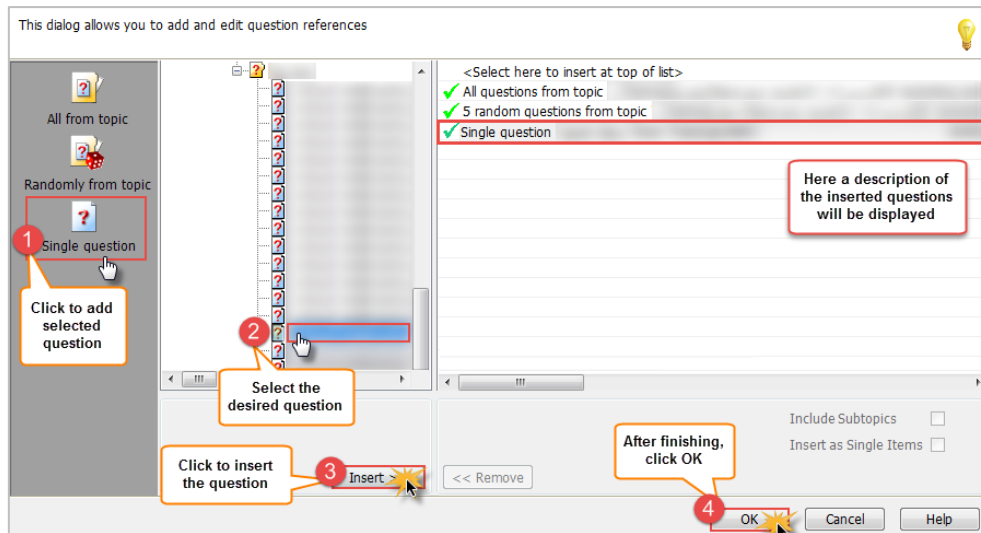 This dialog allows you to add and edit question references
All from topic
Randomly from topic
Single question
1
Click to add
selected
question
2
Select the
desired question
Click to insert
the question
3
Insert >
<Select here to insert at top of list>
All questions from topic
5 random questions from topic
Single question
Here a description of
the inserted questions
will be displayed
Include Subtopics
Insert as Single Items
<< Remove
After finishing,
click OK
4
OK
Cancel
Help